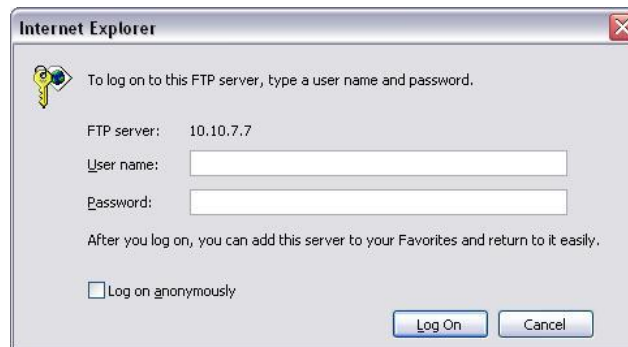 Internet Explorer
To log on to this FTP server, type a user name and password.
FTP server: 10.10.7.7
User name:
Password:
After you log on, you can add this server to your Favorites and return to it easily.
Log on anonymously
Log On Cancel